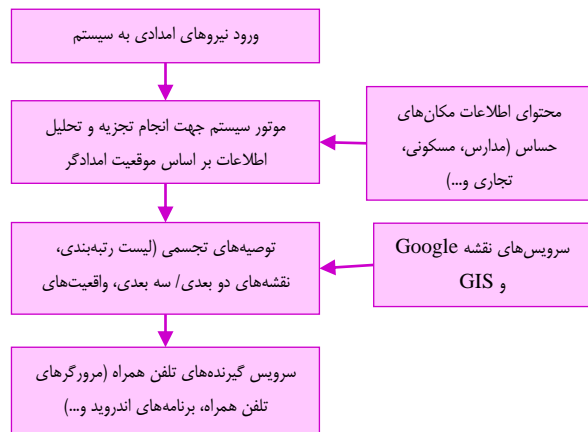 ورود نیروهای امدادی به سیستم
موتور سیستم جهت انجام تجزیه و تحلیل
اطلاعات بر اساس موقعیت امدادگر
محتوای اطلاعات مکان‌های
حساس (مدارس، مسکونی،
تجاری و...)
توصیه‌های تجسمی (لیست رتبه‌بندی،
نقشه‌های دو بعدی/ سه بعدی، واقعیت‌های
سرویس‌های نقشه Google
و GIS
سرویس گیرنده‌های تلفن همراه (مرورگرهای
تلفن همراه، برنامه‌های اندروید و...)